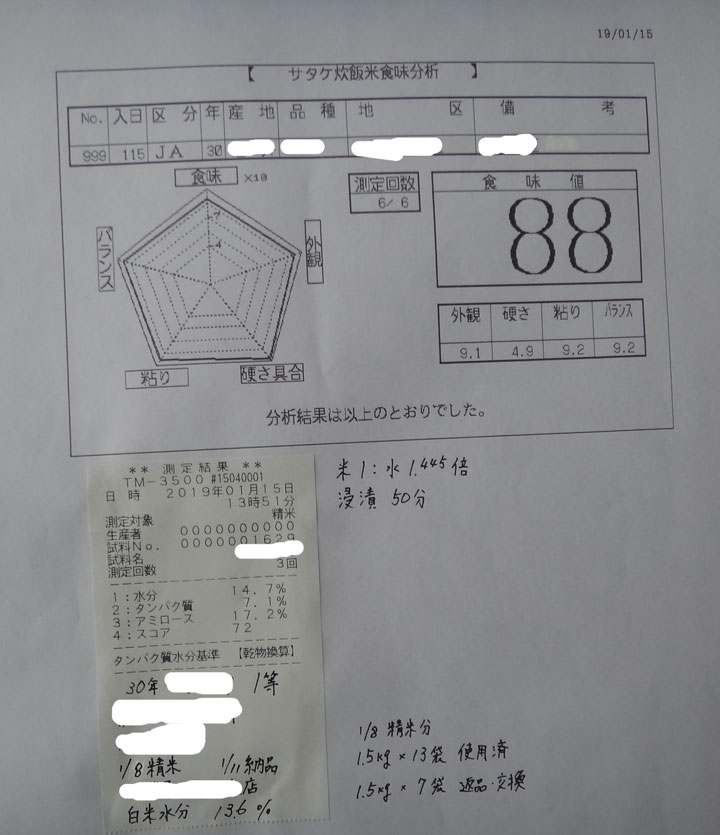 19/01/15
【 サタケ炊飯米食味分析 】
No. 入日 区 分 年 産 地 品 種 地 区 備 考
999 115 JA 30
食味 ×10
7
4
外観
バランス
粘り
硬さ具合
測定回数
6/ 6
食 味 値
88
外観 硬さ 粘り バランス
9.1 4.9 9.2 9.2
分析結果は以上のとおりでした。
** 測定結果 **
TM-3500 #15040001
日 時 2019年01月15日
13時51分
測定対象 精米
生産者 0000000000
試料No. 0000001629
試料名
測定回数 3回
1:水分 14.7%
2:タンパク質 7.1%
3:アミロース 17.2%
4:スコア 72
タンパク質水分基準 【乾物換算】
30年 1等
1/8精米 1/11納品
店
白米水分 13.6%
米1:水1.445倍
浸漬 50分
1/8 精米分
1.5kg×13袋 使用済
1.5kg×7袋 返品・交換